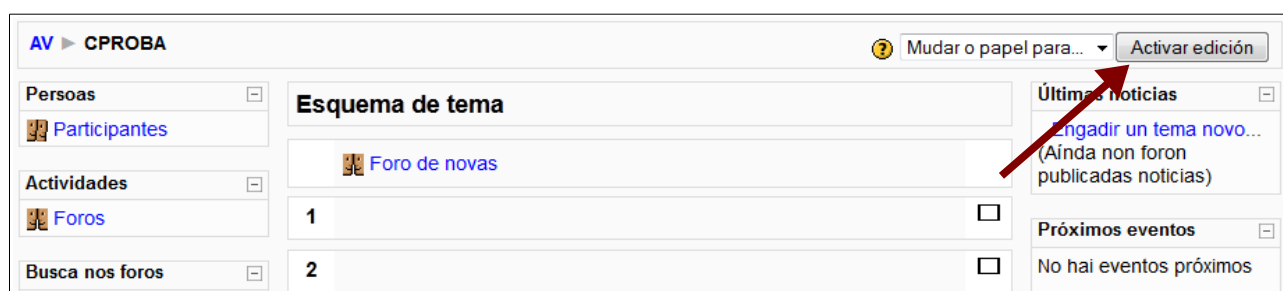 AV ► CPROBA
Mudar o papel para... Activar edición
Persoas
Participantes
Actividades
Foros
Busca nos foros
Esquema de tema
Foro de novas
1
2
Últimas noticias
Engadir un tema novo...
(Aínda non foron
publicadas noticias)
Próximos eventos
No hai eventos próximos